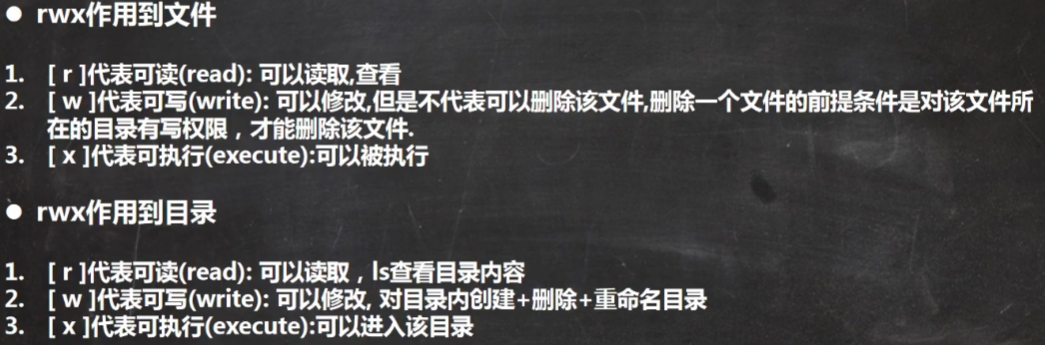 ● rwx作用到文件
1. [ r ]代表可读(read): 可以读取,查看
2. [ w ]代表可写(write): 可以修改,但是不代表可以删除该文件,删除一个文件的前提条件是对该文件所
在的目录有写权限，才能删除该文件.
3. [ x ]代表可执行(execute):可以被执行
● rwx作用到目录
1. [ r ]代表可读(read): 可以读取，ls查看目录内容
2. [ w ]代表可写(write): 可以修改, 对目录内创建+删除+重命名目录
3. [ x ]代表可执行(execute):可以进入该目录